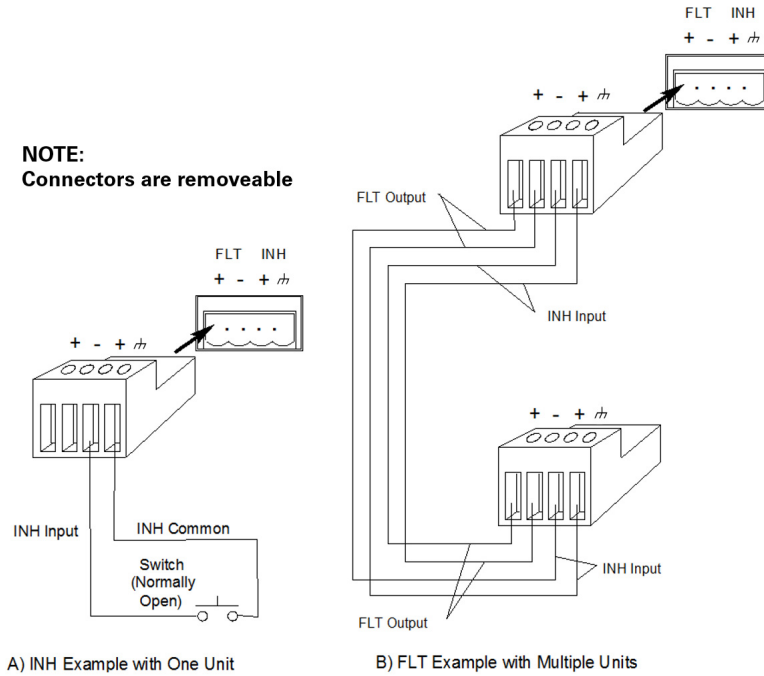 FLT INH
+ - +
+ - +
NOTE:
Connectors are removeable
FLT Output
FLT INH
+ - +
INH Input
+ - +
+ - +
INH Input
INH Common
Switch
(Normally
Open)
INH Input
FLT Output
A) INH Example with One Unit
B) FLT Example with Multiple Units